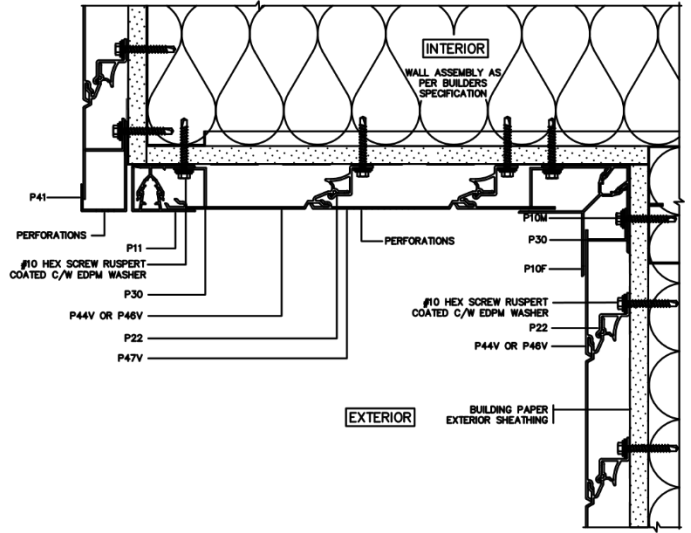 INTERIOR
WALL ASSEMBLY AS
PER BUILDERS
SPECIFICATION
P41
PERFORATIONS
P11
#10 HEX SCREW RUSPERT
COATED C/W EDPM WASHER
P30
P44V OR P46V
P22
P47V
PERFORATIONS
P10M
P30
P10F
#10 HEX SCREW RUSPERT
COATED C/W EDPM WASHER
P22
P44V OR P46V
EXTERIOR
BUILDING PAPER
EXTERIOR SHEATHING